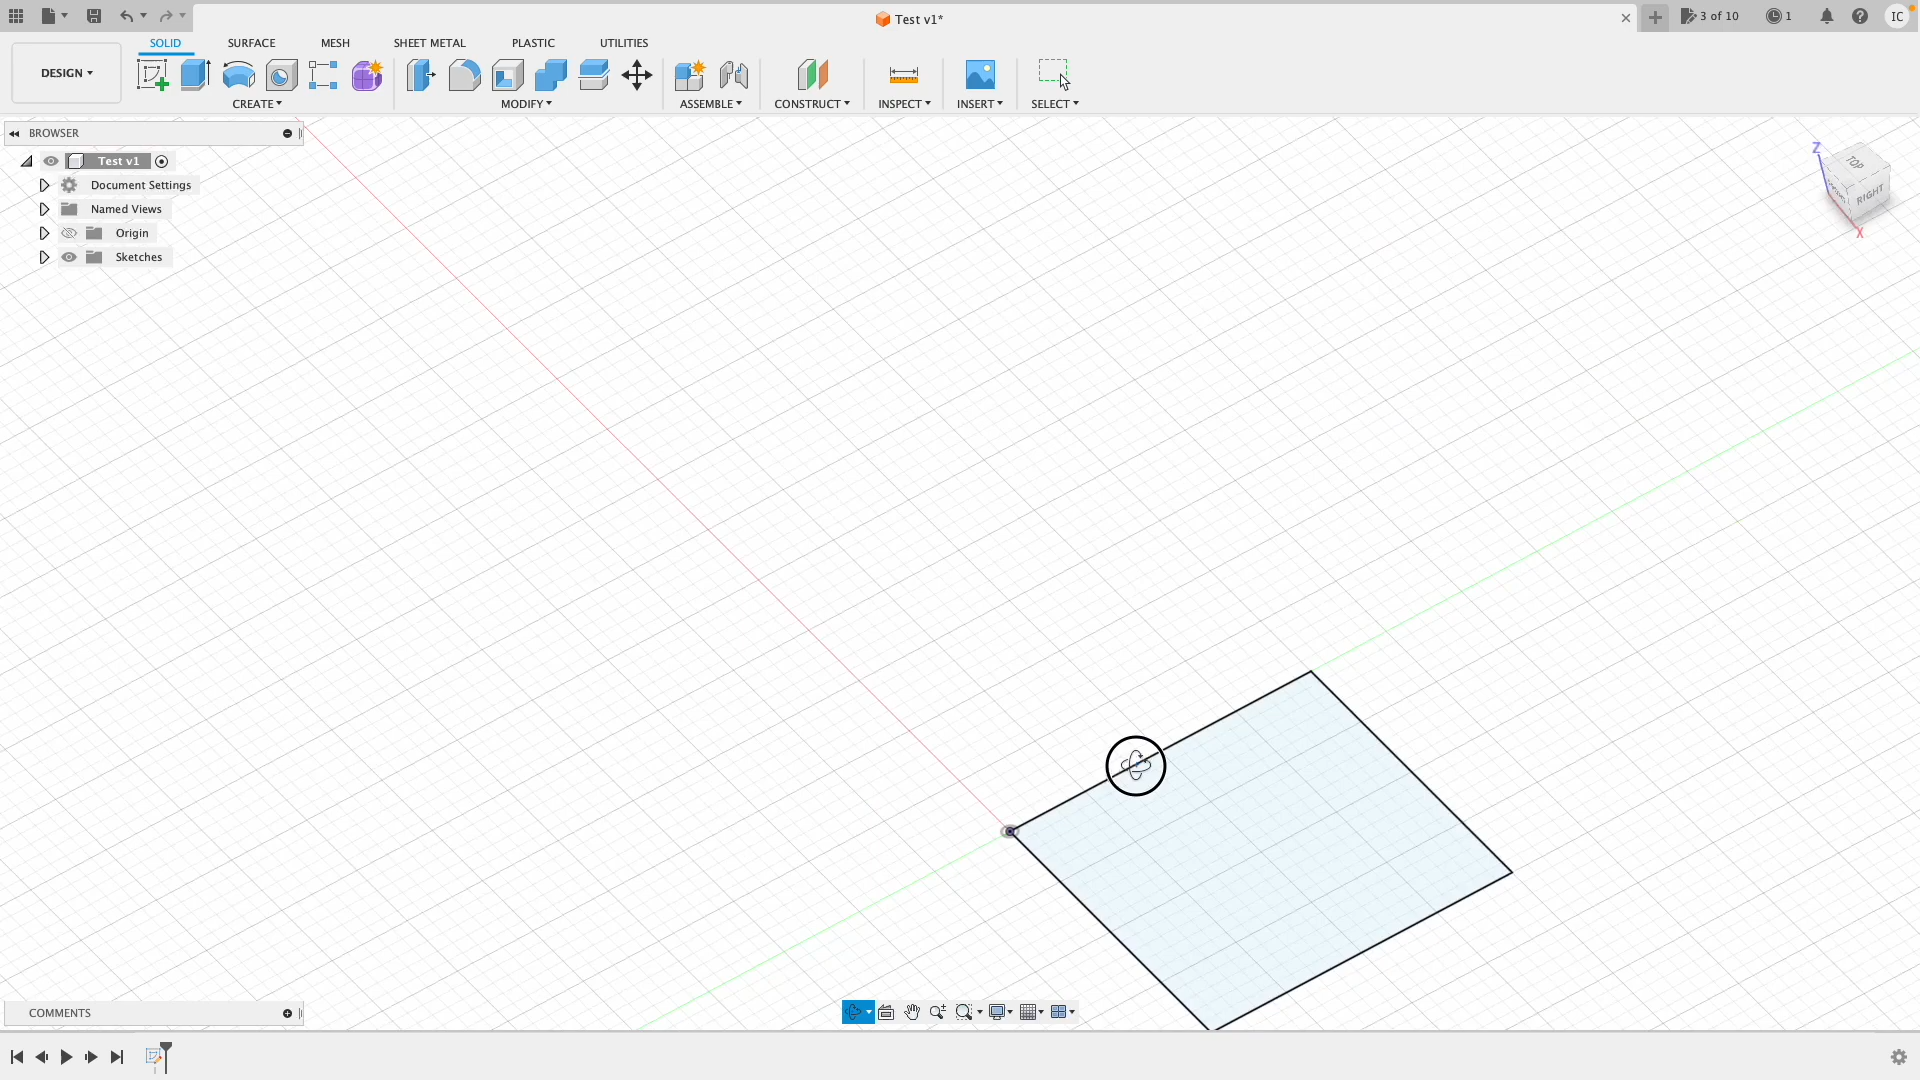 Test v1*
3 of 10
1
IC
DESIGN
SOLID
SURFACE
MESH
SHEET METAL
PLASTIC
UTILITIES
CREATE
MODIFY
ASSEMBLE
CONSTRUCT
INSPECT
INSERT
SELECT
BROWSER
Test v1
Document Settings
Named Views
Origin
Sketches
Z
TOP
RIGHT
X
COMMENTS